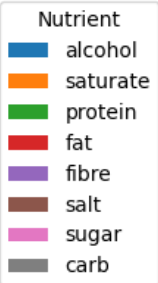 Nutrient
alcohol
saturate
protein
fat
fibre
salt
sugar
carb